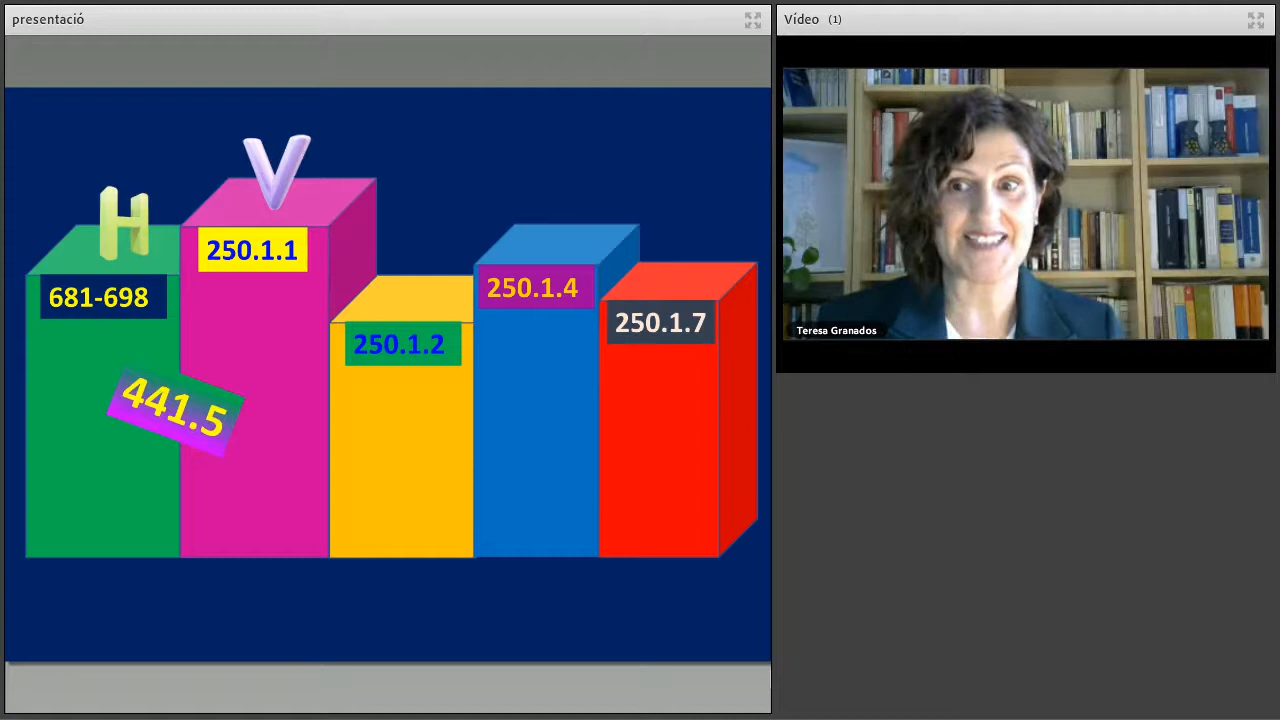 presentació
Vídeo (1)
V
H
250.1.1
681-698
250.1.4
250.1.7
250.1.2
441.5
Teresa Granados